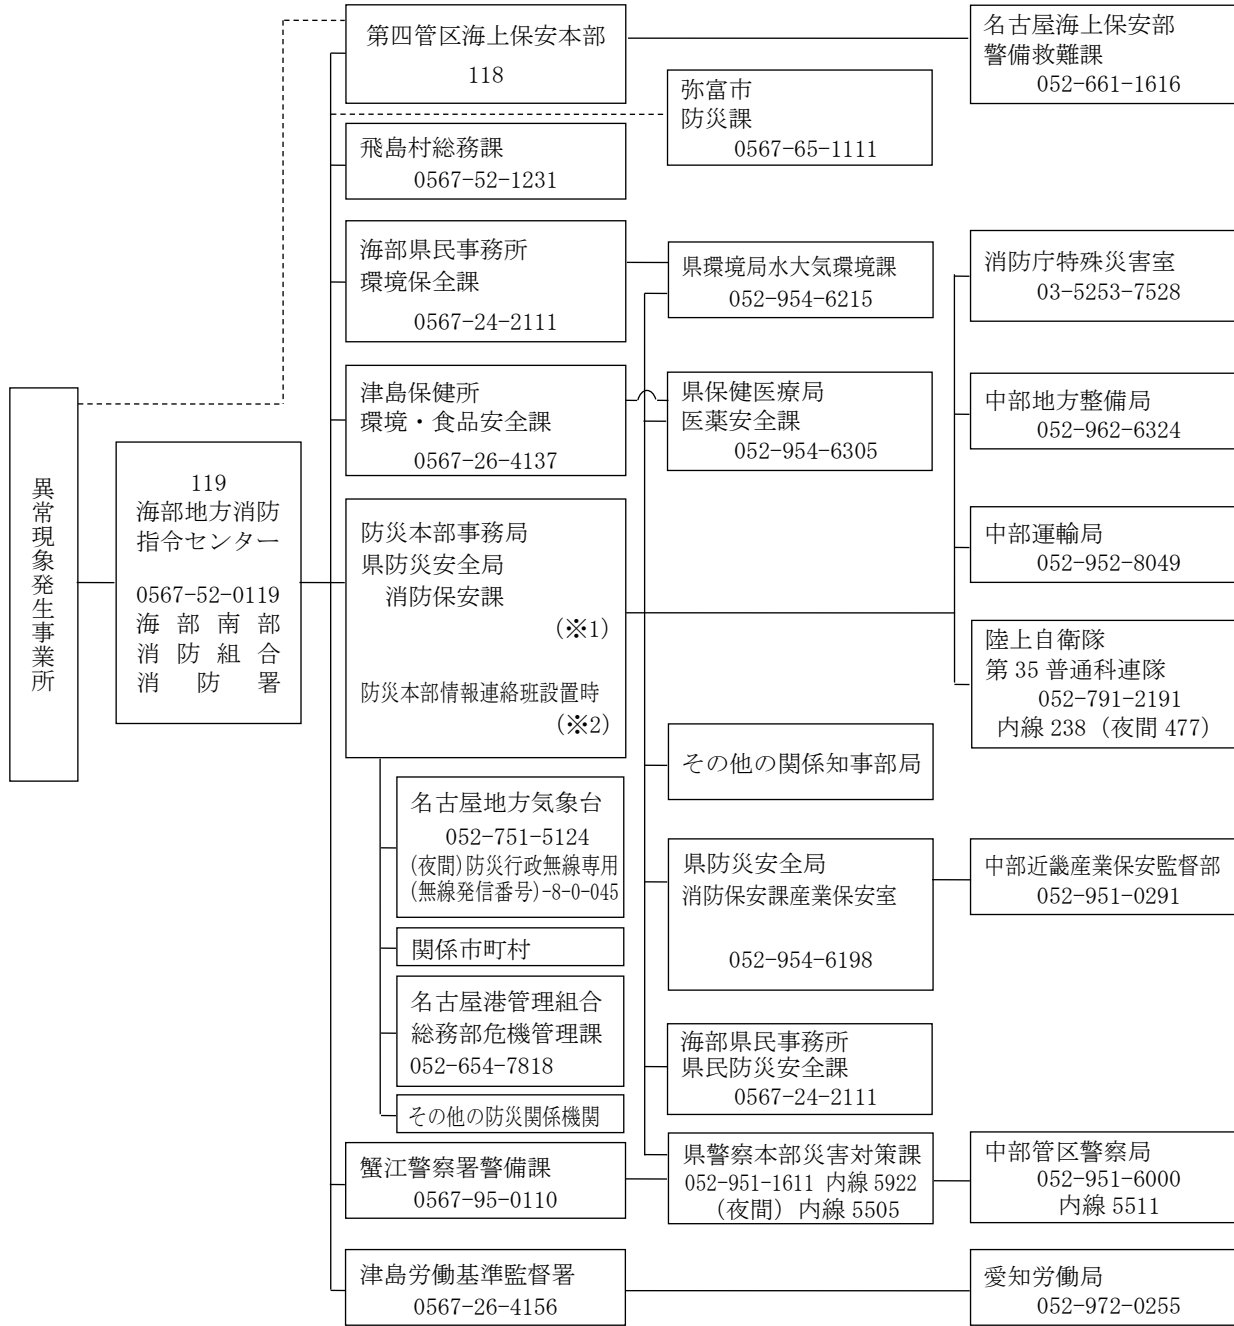 異常現象発生事業所
119
海部地方消防
指令センター
0567-52-0119
海部南部
消防組合
消防署
第四管区海上保安本部
118
飛島村総務課
0567-52-1231
海部県民事務所
環境保全課
0567-24-2111
津島保健所
環境・食品安全課
0567-26-4137
防災本部事務局
県防災安全局
消防保安課
(※1)
防災本部情報連絡班設置時
(※2)
名古屋地方気象台
052-751-5124
(夜間)防災行政無線専用
(無線発信番号)-8-0-045
関係市町村
名古屋港管理組合
総務部危機管理課
052-654-7818
その他の防災関係機関
蟹江警察署警備課
0567-95-0110
津島労働基準監督署
0567-26-4156
弥富市
防災課
0567-65-1111
県環境局水大気環境課
052-954-6215
県保健医療局
医薬安全課
052-954-6305
その他の関係知事部局
県防災安全局
消防保安課産業保安室
052-954-6198
海部県民事務所
県民防災安全課
0567-24-2111
県警察本部災害対策課
052-951-1611 内線 5922
（夜間）内線 5505
名古屋海上保安部
警備救難課
052-661-1616
消防庁特殊災害室
03-5253-7528
中部地方整備局
052-962-6324
中部運輸局
052-952-8049
陸上自衛隊
第 35 普通科連隊
052-791-2191
内線 238（夜間 477）
中部近畿産業保安監督部
052-951-0291
中部管区警察局
052-951-6000
内線 5511
愛知労働局
052-972-0255